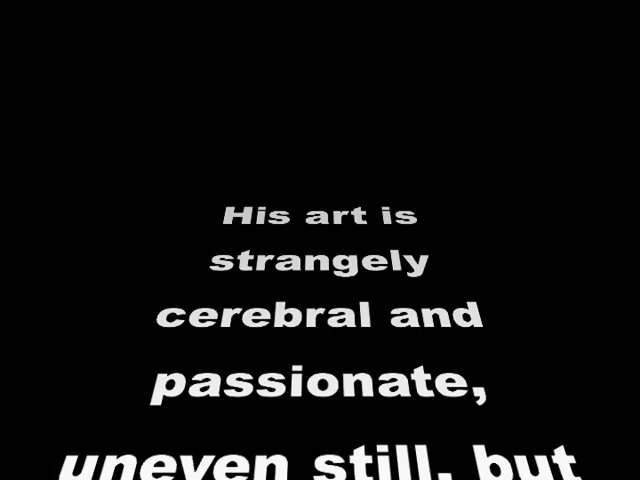 His art is
strangely
cerebral and
passionate,
uneven still, but